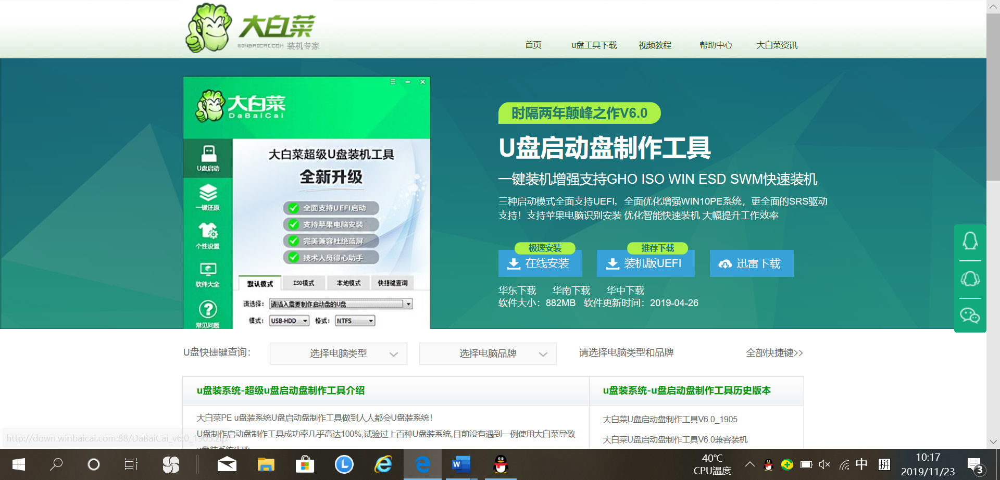 大白菜
WINBAICAI.COM 装机专家
首页 u盘工具下载 视频教程 帮助中心 大白菜资讯
大白菜
DaBaiCai
U盘启动
一键还原
个性设置
软件大全
常见问题
大白菜超级U盘装机工具
全新升级
全面支持UEFI启动
支持苹果电脑安装
完美兼容杜绝蓝屏
技术人员得心助手
默认模式 ISO模式 本地模式 快捷键查询
请选择： 请插入需要制作启动盘的U盘
模式： USB-HDD 格式： NTFS
时隔两年颠峰之作V6.0
U盘启动盘制作工具
一键装机增强支持GHO ISO WIN ESD SWM快速装机
三种启动模式全面支持UEFI，全面优化增强WIN10PE系统，更全面的SRS驱动
支持！支持苹果电脑识别安装 优化智能快速装机 大幅提升工作效率
极速安装 推荐下载
在线安装 装机版UEFI 迅雷下载
华东下载 华南下载 华中下载
软件大小：882MB 软件更新时间：2019-04-26
U盘快捷键查询： 选择电脑类型 选择电脑品牌 请选择电脑类型和品牌 全部快捷键>>
u盘装系统-超级u盘启动盘制作工具介绍
大白菜PE u盘装系统U盘启动盘制作工具做到人人都会U盘装系统！
U盘制作启动盘制作工具成功率几乎高达100%,试验过上百种U盘装系统,目前没有遇到一例使用大白菜导致
u盘装系统失败
u盘装系统-u盘启动盘制作工具历史版本
大白菜U盘启动盘制作工具V6.0_1905
大白菜U盘启动盘制作工具V6.0兼容装机
http://down.winbaicai.com:88/DaBaiCai_v6.0_1905.zip
40℃
CPU温度
中 拼
10:17
2019/11/23
3